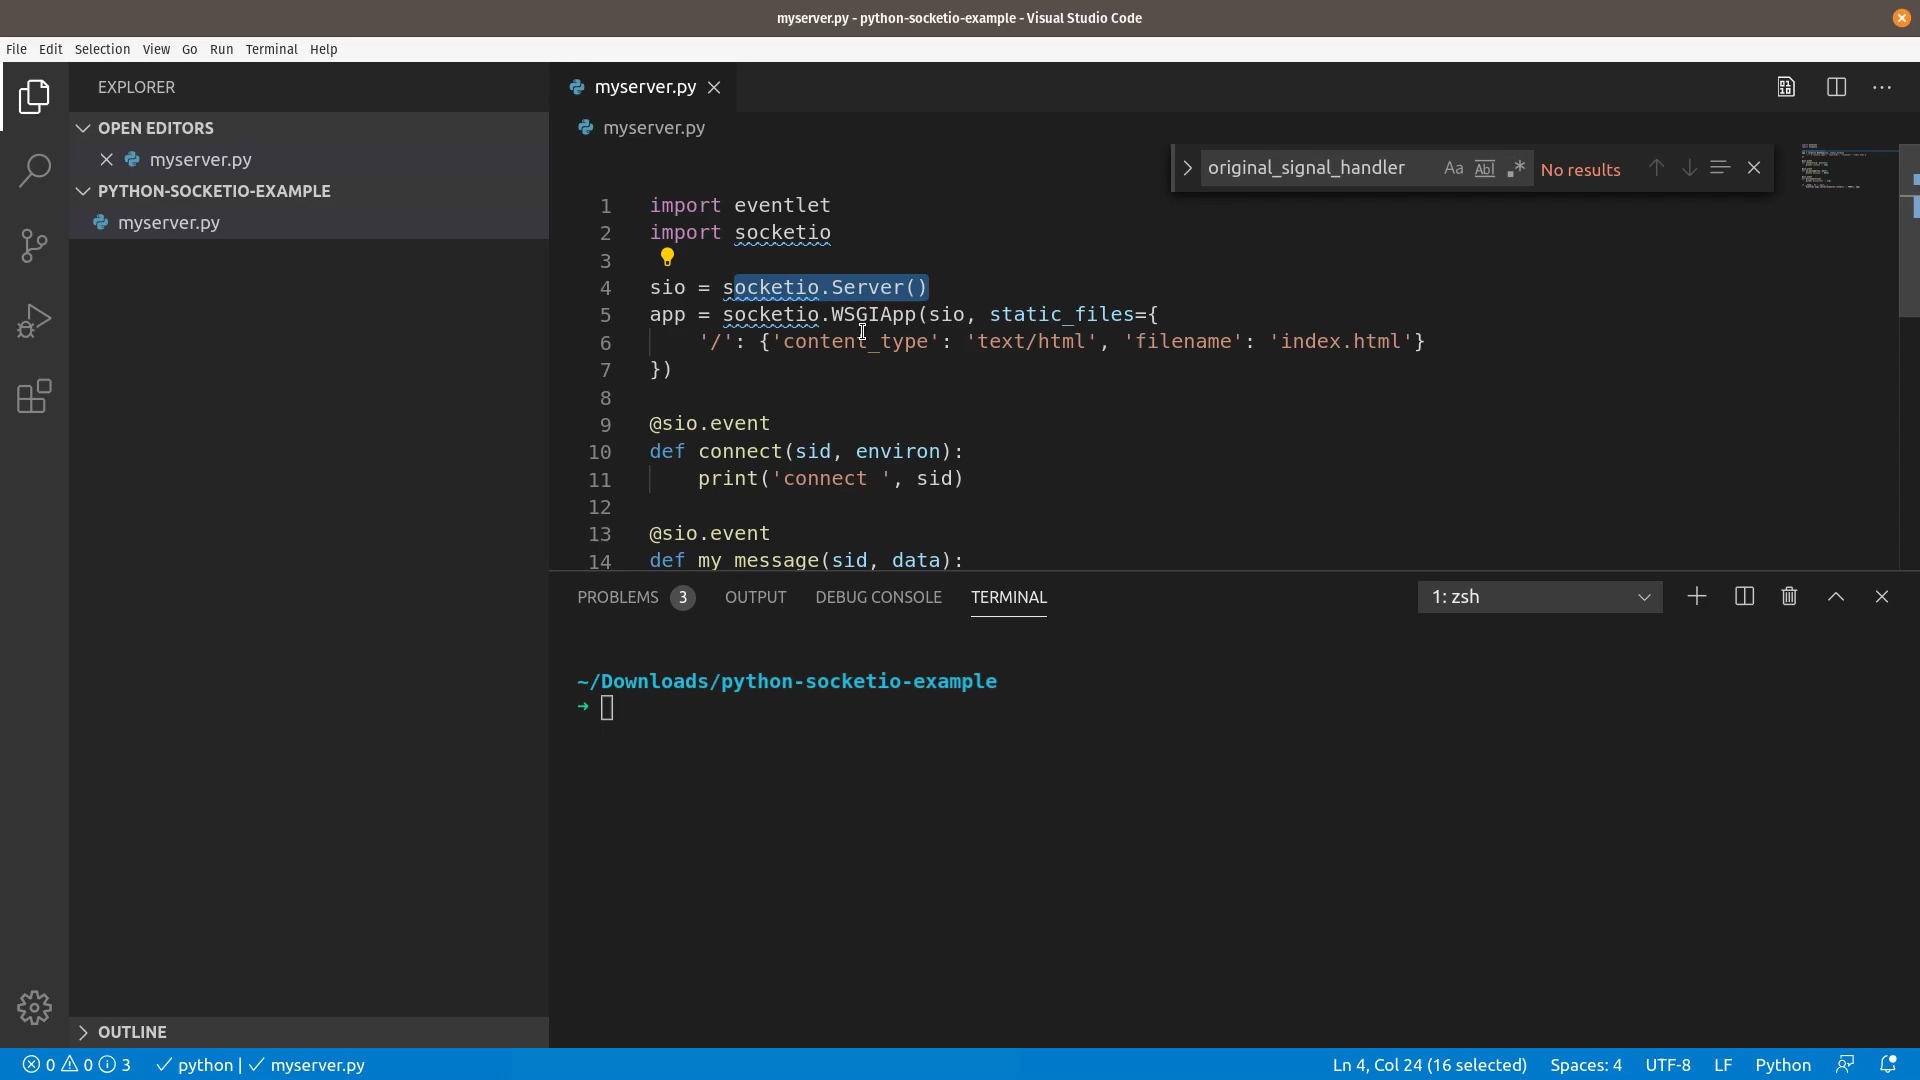 myserver.py - python-socketio-example - Visual Studio Code
File Edit Selection View Go Run Terminal Help
EXPLORER
OPEN EDITORS
myserver.py
PYTHON-SOCKETIO-EXAMPLE
myserver.py
OUTLINE
myserver.py
myserver.py
original_signal_handler Aa Abl .* No results
1 import eventlet
2 import socketio
3
4 sio = socketio.Server()
5 app = socketio.WSGIApp(sio, static_files={
6 '/': {'content_type': 'text/html', 'filename': 'index.html'}
7 })
8
9 @sio.event
10 def connect(sid, environ):
11 print('connect ', sid)
12
13 @sio.event
14 def my message(sid, data):
PROBLEMS 3 OUTPUT DEBUG CONSOLE TERMINAL 1: zsh
~/Downloads/python-socketio-example
➜
0 0 3 python | myserver.py Ln 4, Col 24 (16 selected) Spaces: 4 UTF-8 LF Python